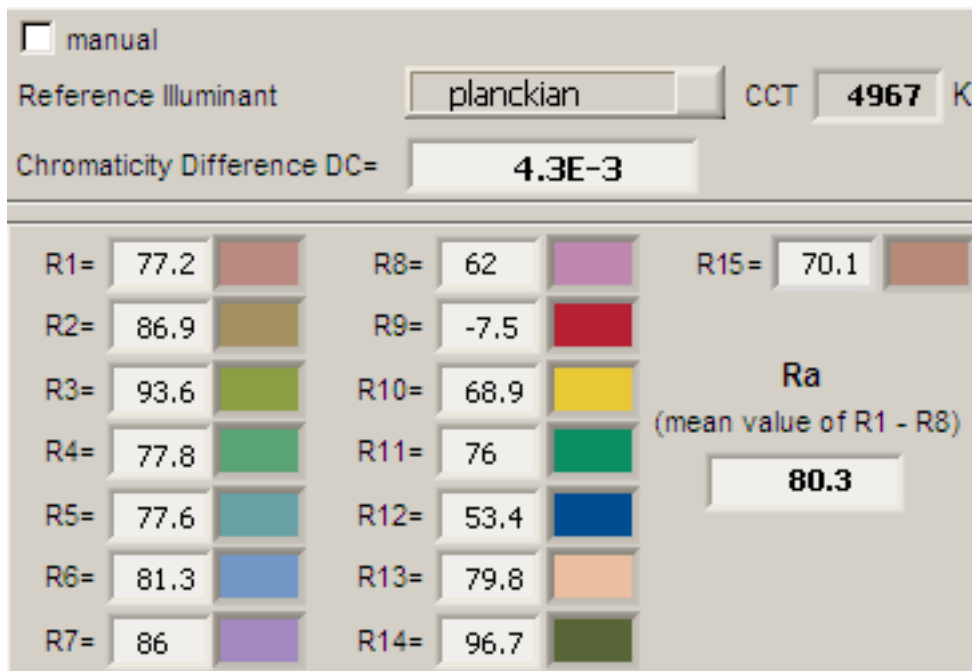 manual
Reference Illuminant planckian CCT 4967 K
Chromaticity Difference DC= 4.3E-3
R1= 77.2 R8= 62 R15= 70.1
R2= 86.9 R9= -7.5
R3= 93.6 R10= 68.9 Ra
(mean value of R1 - R8)
R4= 77.8 R11= 76
80.3
R5= 77.6 R12= 53.4
R6= 81.3 R13= 79.8
R7= 86 R14= 96.7